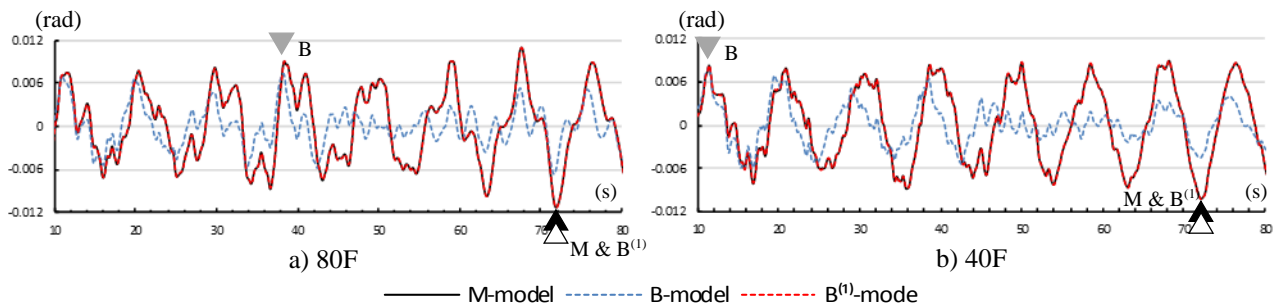 (rad)
0.012
0.006
0
-0.006
-0.012
10 20 30 40 50 60 70 80
B
(s)
M & B(1)
a) 80F
(rad)
0.012
0.006
0
-0.006
-0.012
10 20 30 40 50 60 70 80
B
(s)
M & B(1)
b) 40F
M-model B-model B(1)-mode